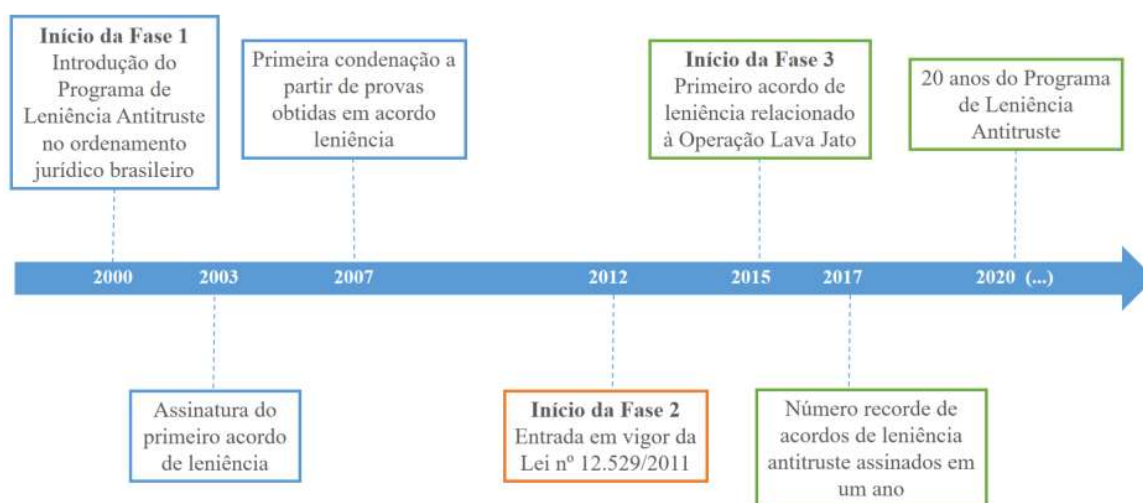 Início da Fase 1
Introdução do
Programa de
Leniência Antitruste
no ordenamento
jurídico brasileiro
Primeira condenação a
partir de provas
obtidas em acordo
leniência
Início da Fase 3
Primeiro acordo de
leniência relacionado
à Operação Lava Jato
20 anos do Programa
de Leniência
Antitruste
2000 2003 2007 2012 2015 2017 2020 (...)
Assinatura do
primeiro acordo
de leniência
Início da Fase 2
Entrada em vigor da
Lei nº 12.529/2011
Número recorde de
acordos de leniência
antitruste assinados em
um ano